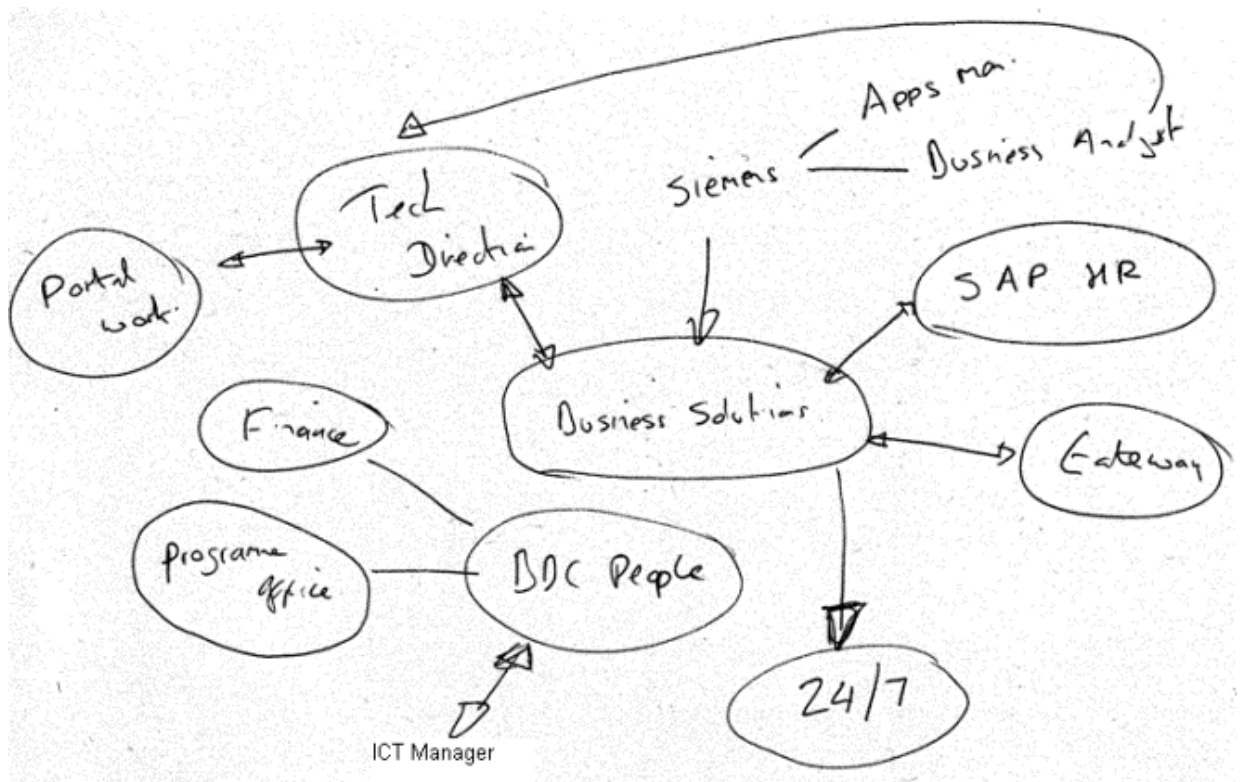 Apps man.
Siemens
Business Analyst
Tech
Direction
SAP HR
Portal
work.
Business Solutions
Finance
Gateway
Programme
office
BDC People
24/7
ICT Manager